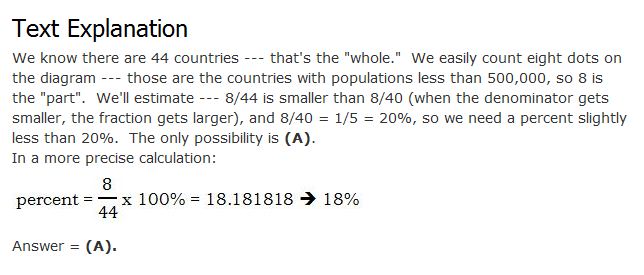 Text Explanation
We know there are 44 countries --- that's the "whole."  We easily count eight dots on
the diagram --- those are the countries with populations less than 500,000, so 8 is
the "part".  We'll estimate --- 8/44 is smaller than 8/40 (when the denominator gets
smaller, the fraction gets larger), and 8/40 = 1/5 = 20%, so we need a percent slightly
less than 20%.  The only possibility is (A).
In a more precise calculation:
percent = 8/44 x 100% = 18.181818 ➔ 18%
Answer = (A).